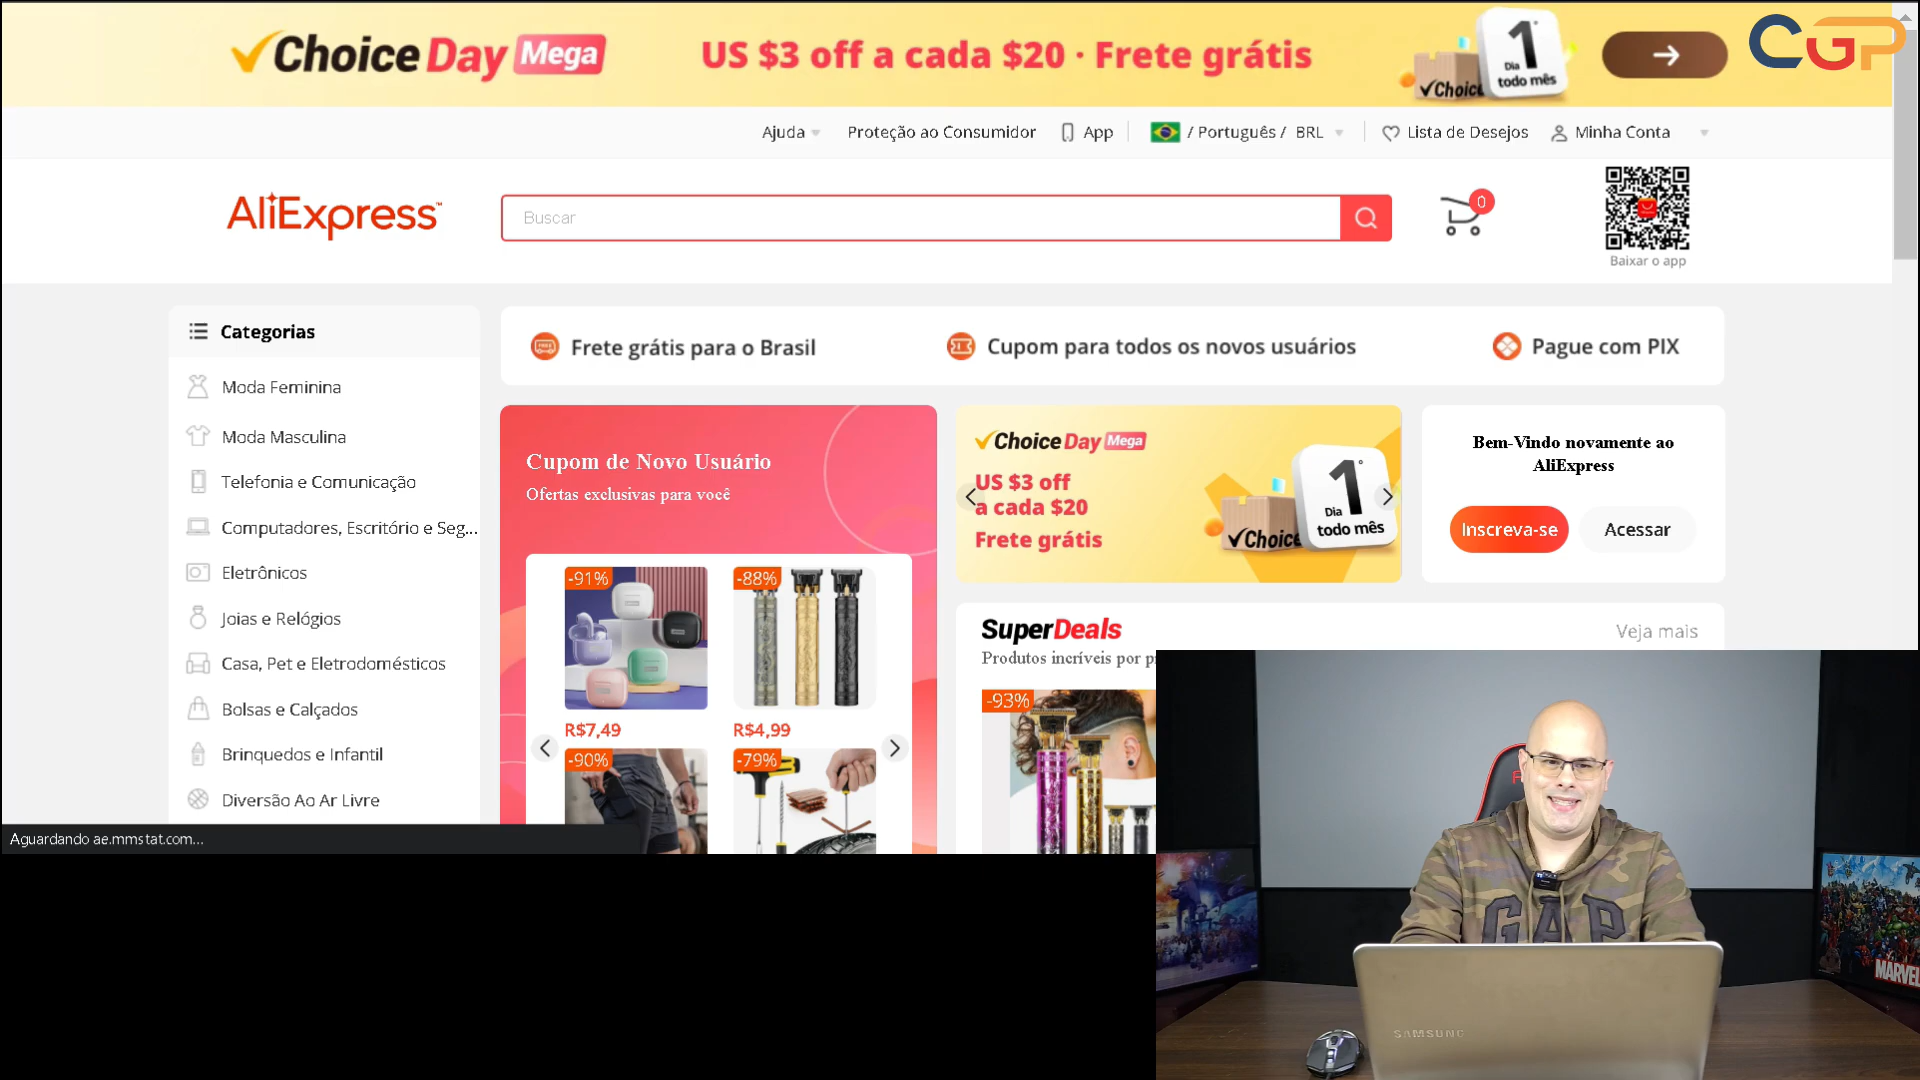 Choice Day Mega
US $3 off a cada $20 · Frete grátis
1º
Dia
todo mês
Choice
CGP
Ajuda
Proteção ao Consumidor
App
/ Português / BRL
Lista de Desejos
Minha Conta
AliExpress™
Buscar
0
Baixar o app
Categorias
Moda Feminina
Moda Masculina
Telefonia e Comunicação
Computadores, Escritório e Seg...
Eletrônicos
Joias e Relógios
Casa, Pet e Eletrodomésticos
Bolsas e Calçados
Brinquedos e Infantil
Diversão Ao Ar Livre
Frete grátis para o Brasil
Cupom para todos os novos usuários
Pague com PIX
Cupom de Novo Usuário
Ofertas exclusivas para você
-91%
-88%
R$7,49
R$4,99
-90%
-79%
Choice Day Mega
US $3 off
a cada $20
Frete grátis
1º
Dia
todo mês
Choice
Bem-Vindo novamente ao
AliExpress
Inscreva-se
Acessar
SuperDeals
Veja mais
Produtos incríveis por
-93%
Aguardando ae.mmstat.com...
GAP
SAMSUNG
MARVEL